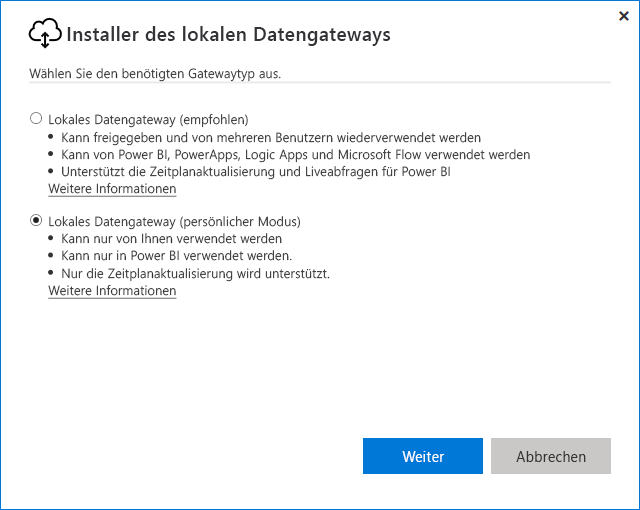 Installer des lokalen Datengateways
Wählen Sie den benötigten Gatewaytyp aus.
Lokales Datengateway (empfohlen)
• Kann freigegeben und von mehreren Benutzern wiederverwendet werden
• Kann von Power BI, PowerApps, Logic Apps und Microsoft Flow verwendet werden
• Unterstützt die Zeitplanaktualisierung und Liveabfragen für Power BI
Weitere Informationen
Lokales Datengateway (persönlicher Modus)
• Kann nur von Ihnen verwendet werden
• Kann nur in Power BI verwendet werden.
• Nur die Zeitplanaktualisierung wird unterstützt.
Weitere Informationen
Weiter
Abbrechen